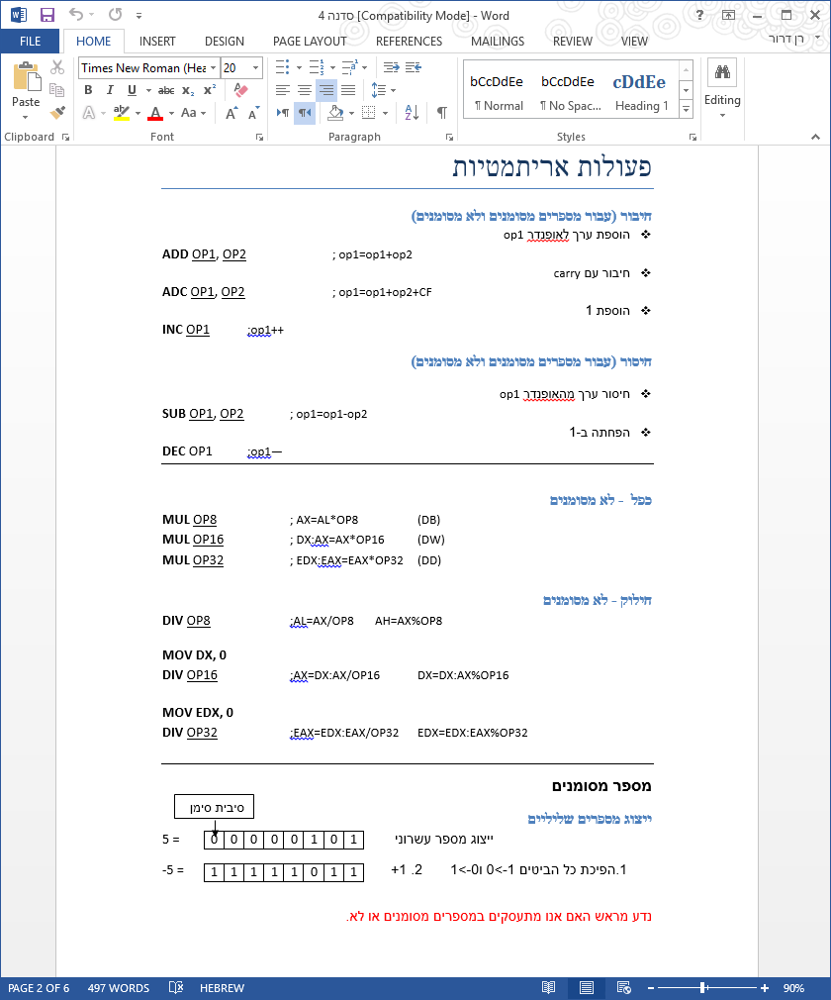 סדנה 4 [Compatibility Mode] - Word
FILE HOME INSERT DESIGN PAGE LAYOUT REFERENCES MAILINGS REVIEW VIEW רן דרור
Times New Roman (Hea 20
Paste
B I U abc x₂ x²
A ab A Aa A A
bCcDdEe bCcDdEe cDdEe
¶ Normal ¶ No Spac... Heading 1
Editing
Clipboard Font Paragraph Styles
פעולות אריתמטיות
חיבור (עבור מספרים מסומנים ולא מסומנים)
❖ הוספת ערך לאופנדר op1
ADD OP1, OP2 ; op1=op1+op2
❖ חיבור עם carry
ADC OP1, OP2 ; op1=op1+op2+CF
❖ הוספת 1
INC OP1 ;op1++
חיסור (עבור מספרים מסומנים ולא מסומנים)
❖ חיסור ערך מהאופנדר op1
SUB OP1, OP2 ; op1=op1-op2
❖ הפחתה ב-1
DEC OP1 ;op1—
כפל - לא מסומנים
MUL OP8 ; AX=AL*OP8 (DB)
MUL OP16 ; DX:AX=AX*OP16 (DW)
MUL OP32 ; EDX:EAX=EAX*OP32 (DD)
חילוק - לא מסומנים
DIV OP8 ;AL=AX/OP8 AH=AX%OP8
MOV DX, 0
DIV OP16 ;AX=DX:AX/OP16 DX=DX:AX%OP16
MOV EDX, 0
DIV OP32 ;EAX=EDX:EAX/OP32 EDX=EDX:EAX%OP32
מספר מסומנים
סיבית סימן
ייצוג מספרים שליליים
5 = 0 0 0 0 0 1 0 1 ייצוג מספר עשרוני
-5 = 1 1 1 1 1 0 1 1 1.הפיכת כל הביטים 1->0 ו0->1 2. 1+
נדע מראש האם אנו מתעסקים במספרים מסומנים או לא.
PAGE 2 OF 6 497 WORDS HEBREW 90%